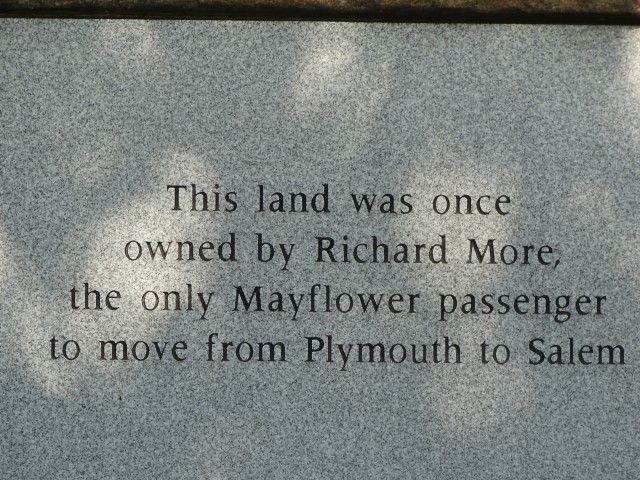 This land was once
owned by Richard More,
the only Mayflower passenger
to move from Plymouth to Salem